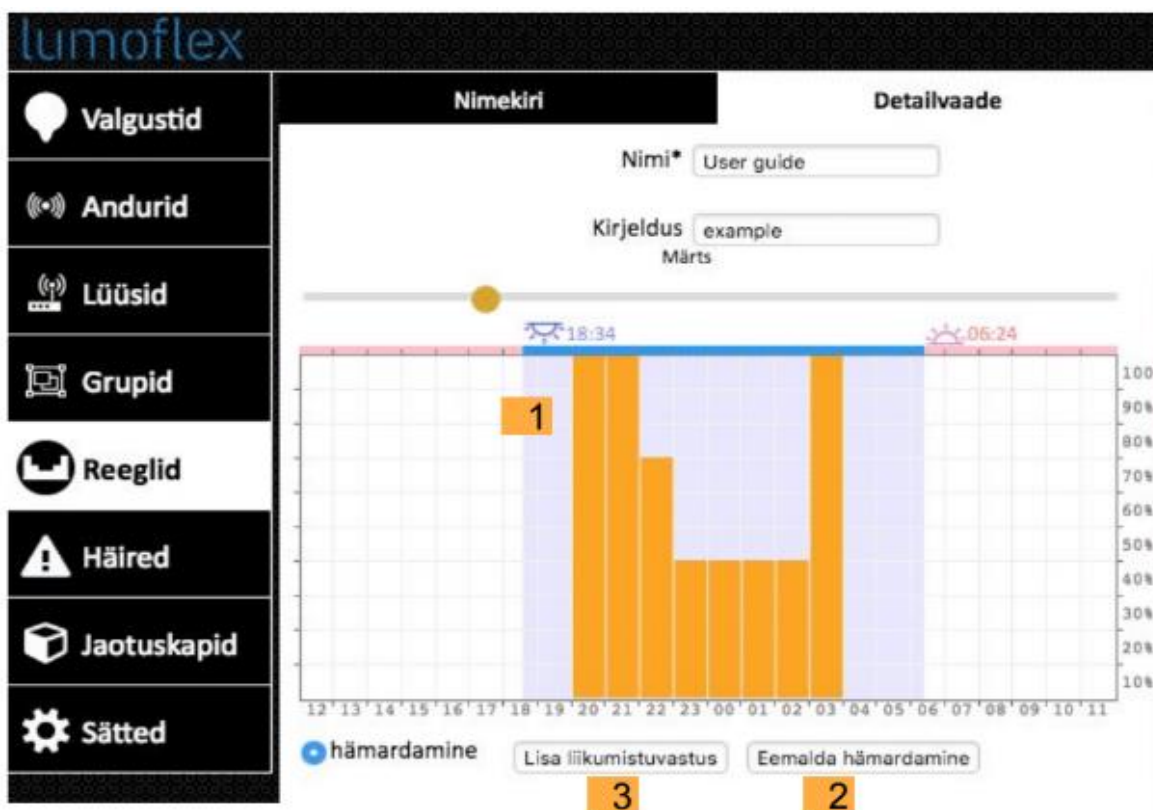 lumoflex
Valgustid
Andurid
Lüüsid
Grupid
Reeglid
Häired
Jaotuskapid
Sätted
Nimekiri Detailvaade
Nimi* User guide
Kirjeldus example
Märts
18:34 06:24
1
100
90%
80%
70%
60%
50%
40%
30%
20%
10%
12 13 14 15 16 17 18 19 20 21 22 23 00 01 02 03 04 05 06 07 08 09 10 11
hämardamine Lisa liikumistuvastus Eemalda hämardamine
3 2